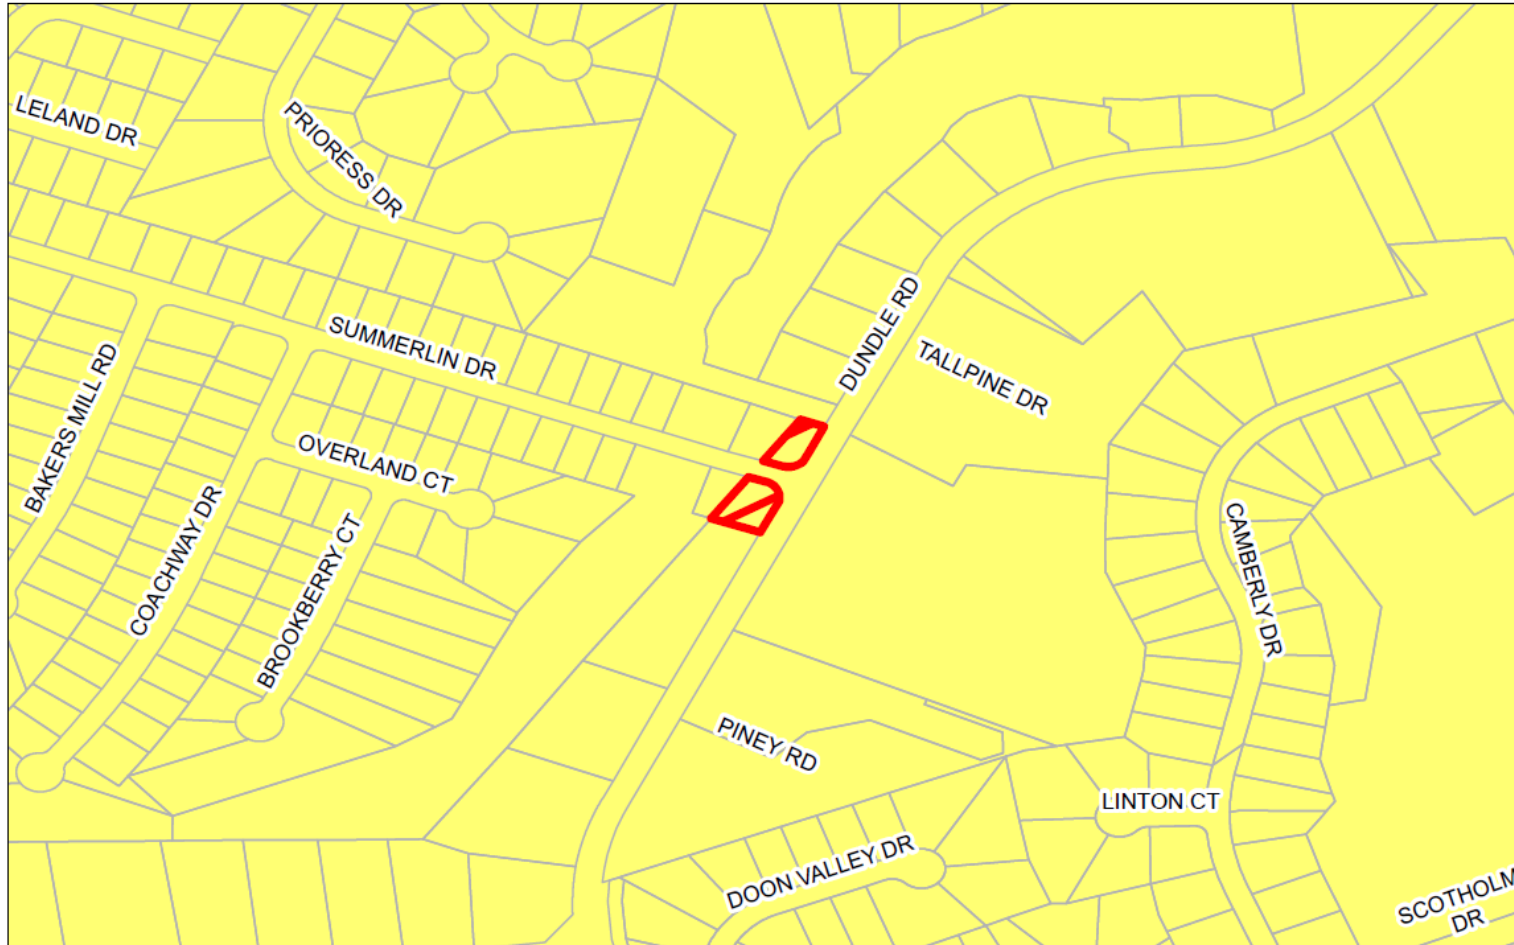 LELAND DR
PRIORESS DR
DUNDLE RD
SUMMERLIN DR
TALLPINE DR
BAKERS MILL RD
OVERLAND CT
COACHWAY DR
BROOKBERRY CT
CAMBERLY DR
PINEY RD
LINTON CT
DOON VALLEY DR
SCOTHOLM
DR